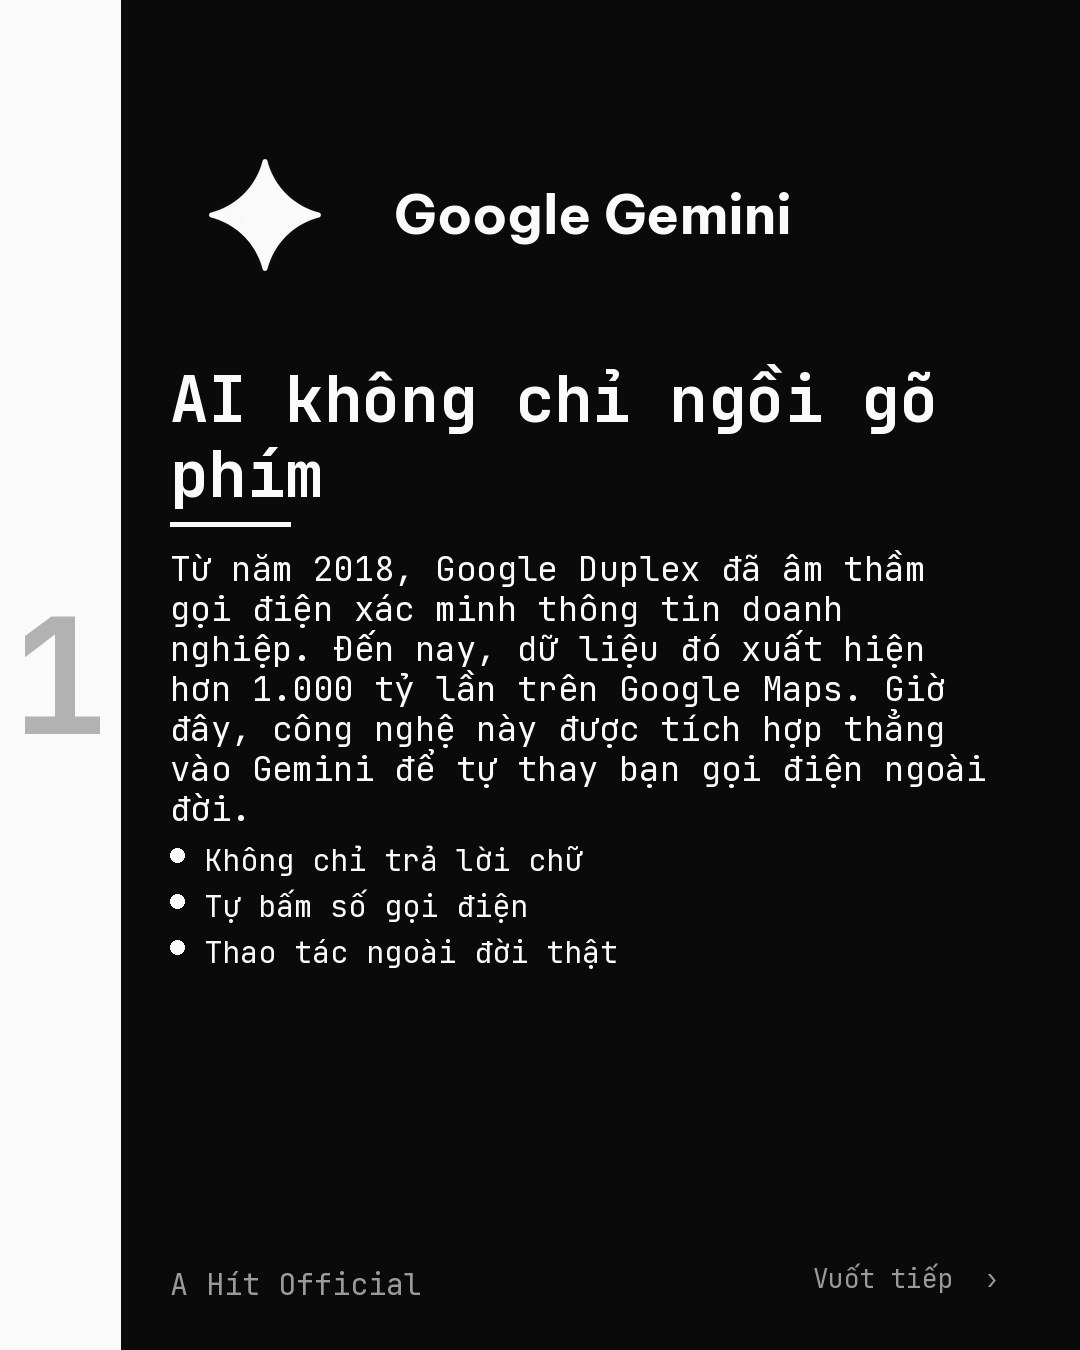 Google Gemini
AI không chỉ ngồi gõ
phím
Từ năm 2018, Google Duplex đã âm thầm
gọi điện xác minh thông tin doanh
nghiệp. Đến nay, dữ liệu đó xuất hiện
hơn 1.000 tỷ lần trên Google Maps. Giờ
đây, công nghệ này được tích hợp thẳng
vào Gemini để tự thay bạn gọi điện ngoài
đời.
1
Không chỉ trả lời chữ
Tự bấm số gọi điện
Thao tác ngoài đời thật
A Hít Official
Vuốt tiếp ›